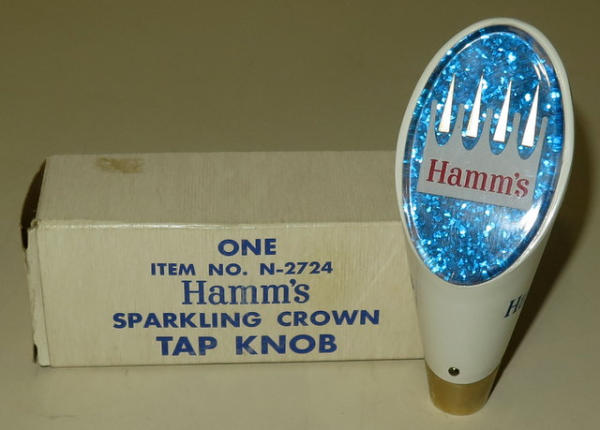 ONE
ITEM NO. N-2724
Hamm's
SPARKLING CROWN
TAP KNOB
Hamm's